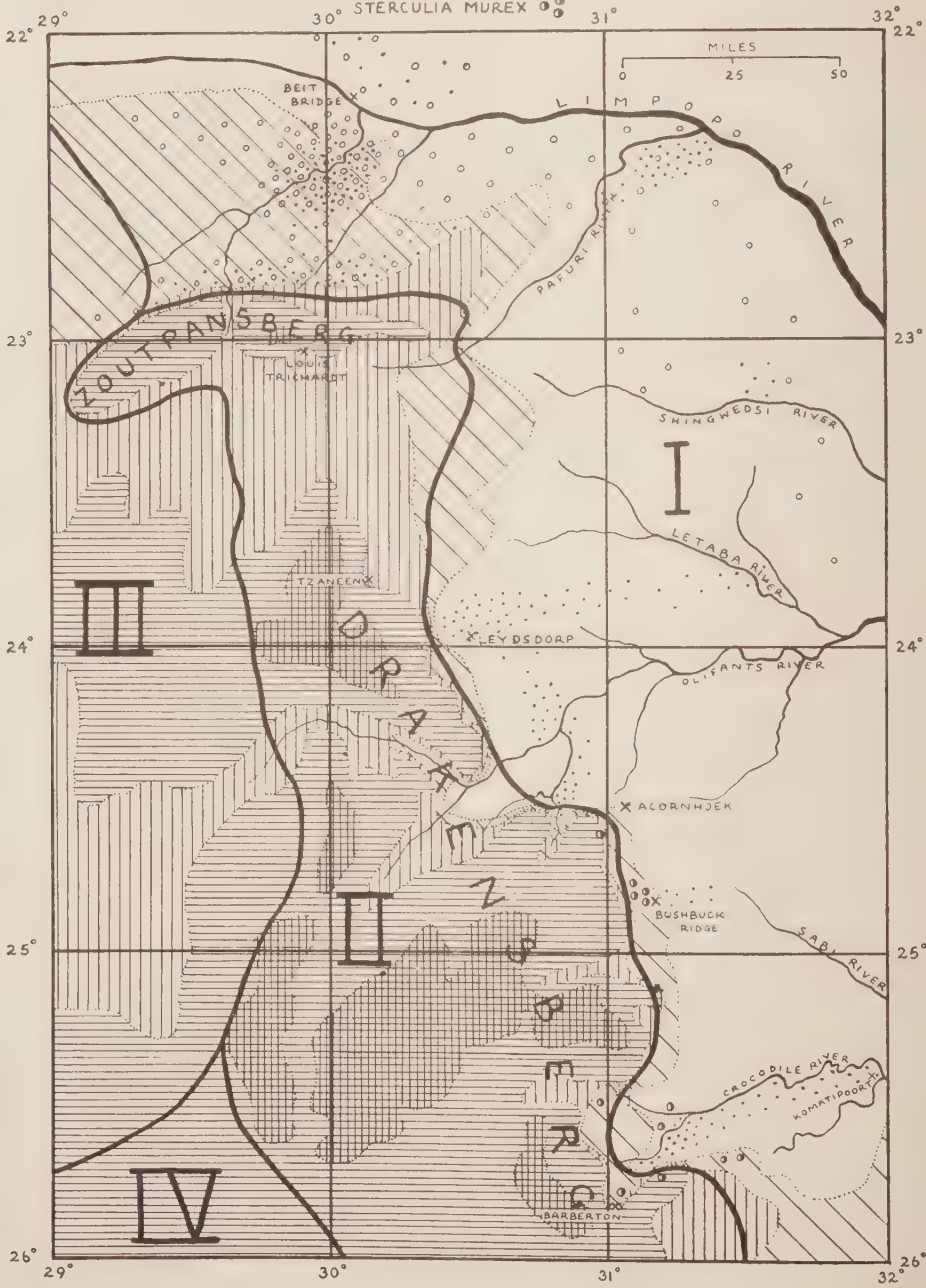 STERCULIA MUREX
29° 30° 31° 32°
22° 22°
MILES
0 25 50
BEIT
BRIDGE
LIMPOPO RIVER
PAFURI RIV
23° 23°
ZOUTPANSBERG
LOUIS
TRICHARDT
SHINGWEDSI RIVER
I
LETABA RIVER
TZANEEN
III
LEYDSDORP
24° 24°
OLIFANTS RIVER
DRAKENSBERG
ACORNHOEK
II
BUSHBUCK
RIDGE
25° 25°
SABI RIVER
CROCODILE RIVER
KOMATIPOORT
IV
BARBERTON
26° 26°
29° 30° 31° 32°